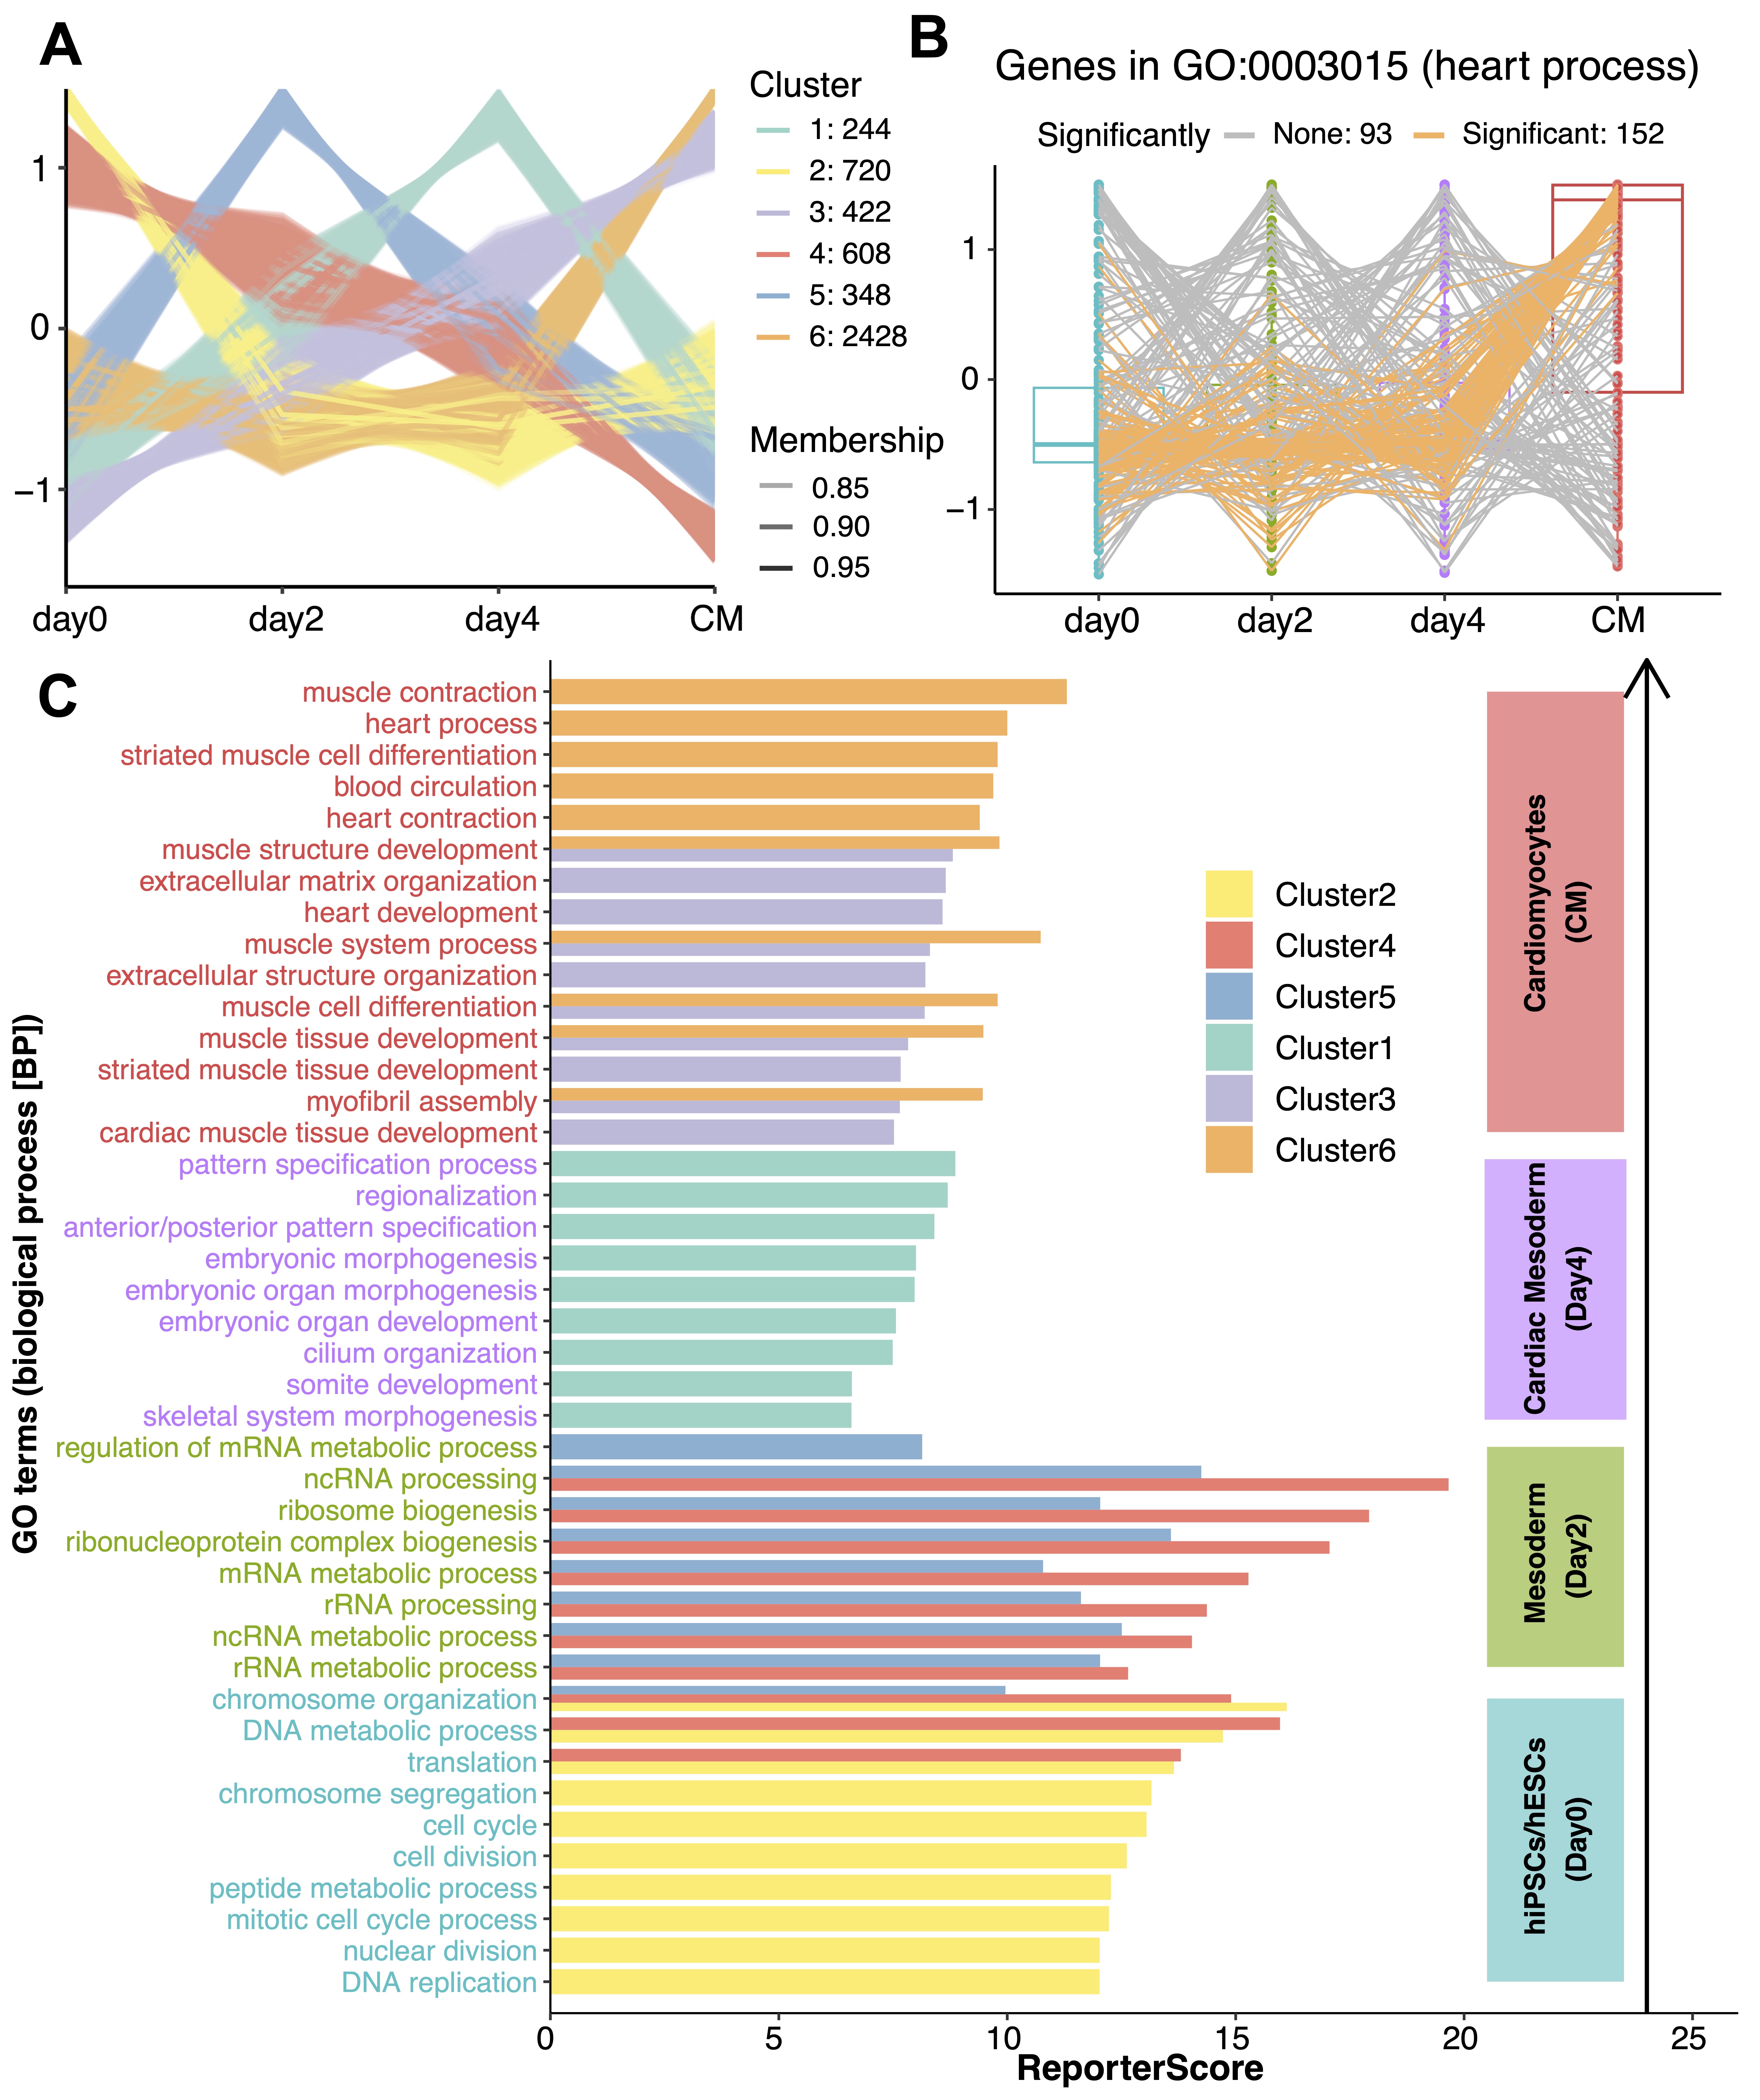 A
1
0
−1
day0
day2
day4
CM
Cluster
1: 244
2: 720
3: 422
4: 608
5: 348
6: 2428
Membership
0.85
0.90
0.95
B
Genes in GO:0003015 (heart process)
Significantly None: 93 Significant: 152
1
0
−1
day0
day2
day4
CM
C
GO terms (biological process [BP])
muscle contraction
heart process
striated muscle cell differentiation
blood circulation
heart contraction
muscle structure development
extracellular matrix organization
heart development
muscle system process
extracellular structure organization
muscle cell differentiation
muscle tissue development
striated muscle tissue development
myofibril assembly
cardiac muscle tissue development
pattern specification process
regionalization
anterior/posterior pattern specification
embryonic morphogenesis
embryonic organ morphogenesis
embryonic organ development
cilium organization
somite development
skeletal system morphogenesis
regulation of mRNA metabolic process
ncRNA processing
ribosome biogenesis
ribonucleoprotein complex biogenesis
mRNA metabolic process
rRNA processing
ncRNA metabolic process
rRNA metabolic process
chromosome organization
DNA metabolic process
translation
chromosome segregation
cell cycle
cell division
peptide metabolic process
mitotic cell cycle process
nuclear division
DNA replication
0
5
10
15
20
25
ReporterScore
Cluster2
Cluster4
Cluster5
Cluster1
Cluster3
Cluster6
Cardiomyocytes
(CM)
Cardiac Mesoderm
(Day4)
Mesoderm
(Day2)
hiPSCs/hESCs
(Day0)